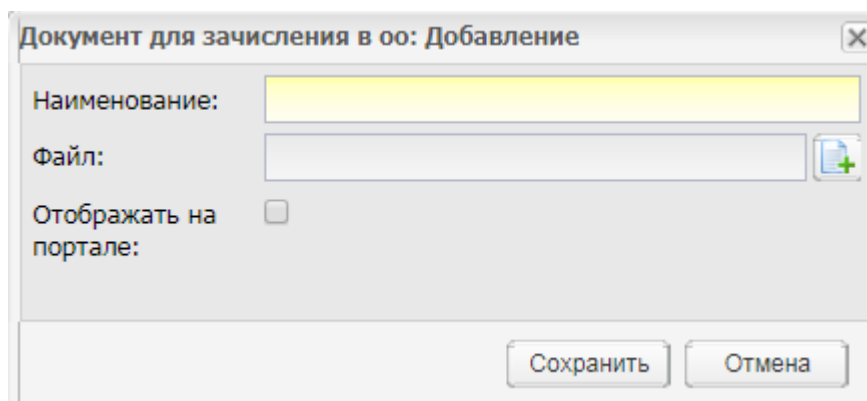 Документ для зачисления в оо: Добавление
Наименование:
Файл:
Отображать на
портале:
Сохранить
Отмена